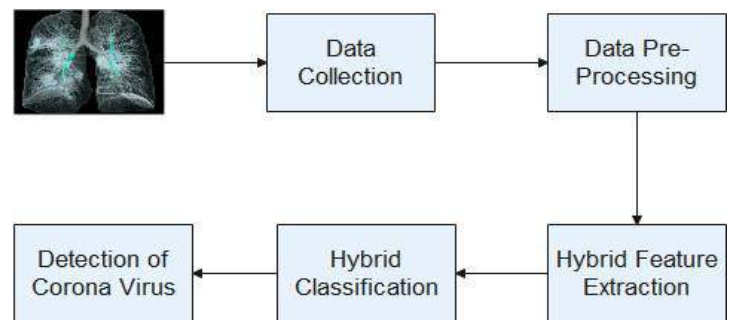 Data
Collection
Data Pre-
Processing
Hybrid Feature
Extraction
Hybrid
Classification
Detection of
Corona Virus